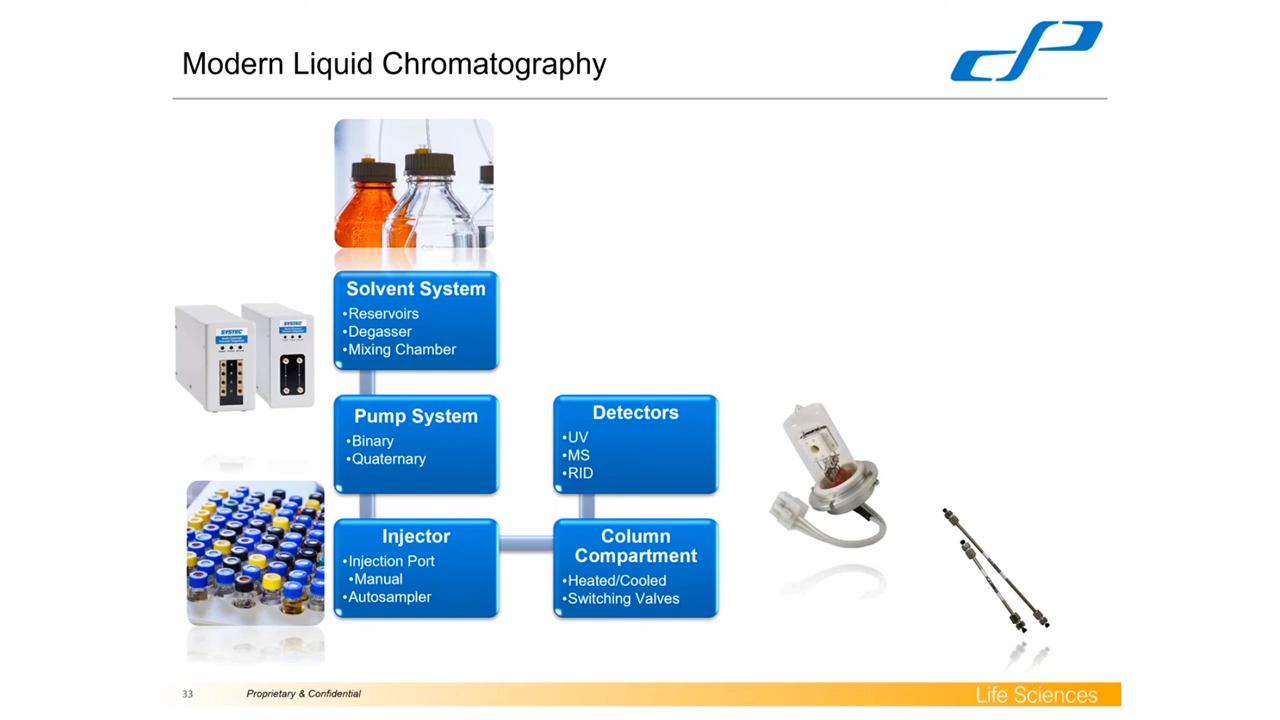 Modern Liquid Chromatography
Solvent System
•Reservoirs
•Degasser
•Mixing Chamber
SYSTEC
SYSTEC
Pump System
•Binary
•Quaternary
Injector
•Injection Port
•Manual
•Autosampler
Column
Compartment
•Heated/Cooled
•Switching Valves
Detectors
•UV
•MS
•RID
33
Proprietary & Confidential
Life Sciences